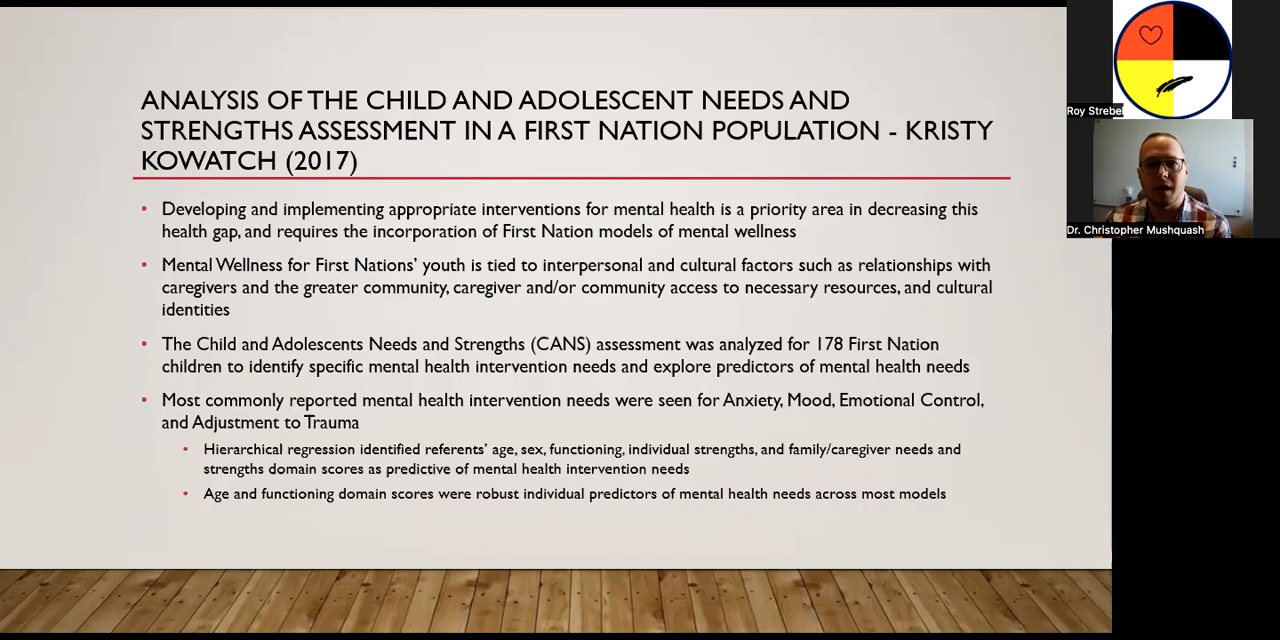 ANALYSIS OF THE CHILD AND ADOLESCENT NEEDS AND
STRENGTHS ASSESSMENT IN A FIRST NATION POPULATION - KRISTY
KOWATCH (2017)
• Developing and implementing appropriate interventions for mental health is a priority area in decreasing this
health gap, and requires the incorporation of First Nation models of mental wellness
• Mental Wellness for First Nations' youth is tied to interpersonal and cultural factors such as relationships with
caregivers and the greater community, caregiver and/or community access to necessary resources, and cultural
identities
• The Child and Adolescents Needs and Strengths (CANS) assessment was analyzed for 178 First Nation
children to identify specific mental health intervention needs and explore predictors of mental health needs
• Most commonly reported mental health intervention needs were seen for Anxiety, Mood, Emotional Control,
and Adjustment to Trauma
• Hierarchical regression identified referents' age, sex, functioning, individual strengths, and family/caregiver needs and
strengths domain scores as predictive of mental health intervention needs
• Age and functioning domain scores were robust individual predictors of mental health needs across most models
Roy Strebel
Dr. Christopher Mushquash